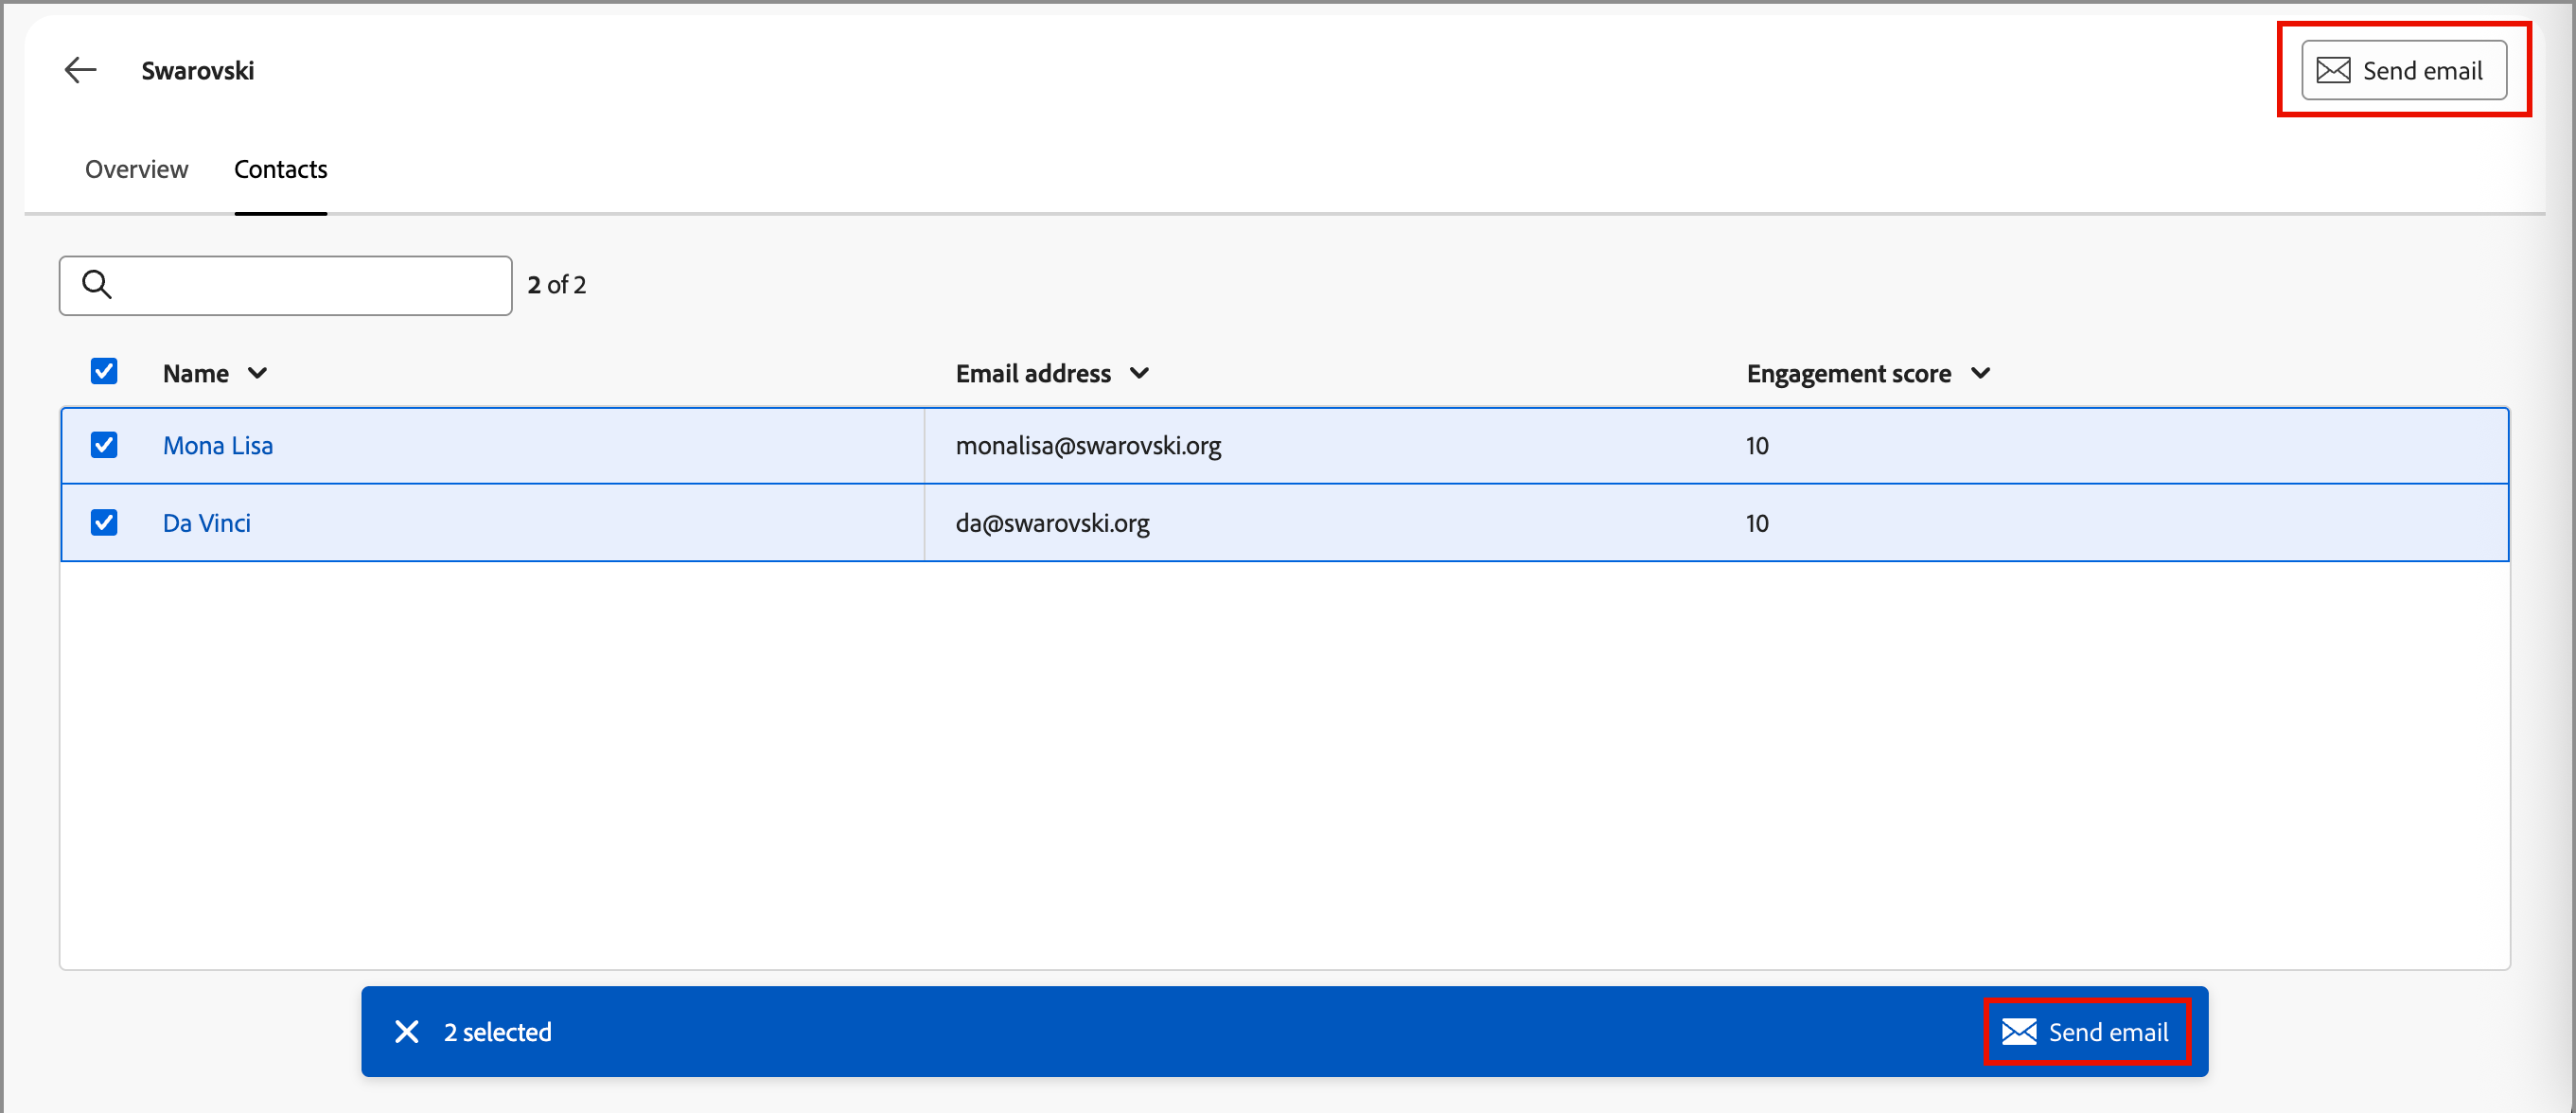 Swarovski
Send email
Overview
Contacts
2 of 2
Name
Email address
Engagement score
Mona Lisa
monalisa@swarovski.org
10
Da Vinci
da@swarovski.org
10
2 selected
Send email